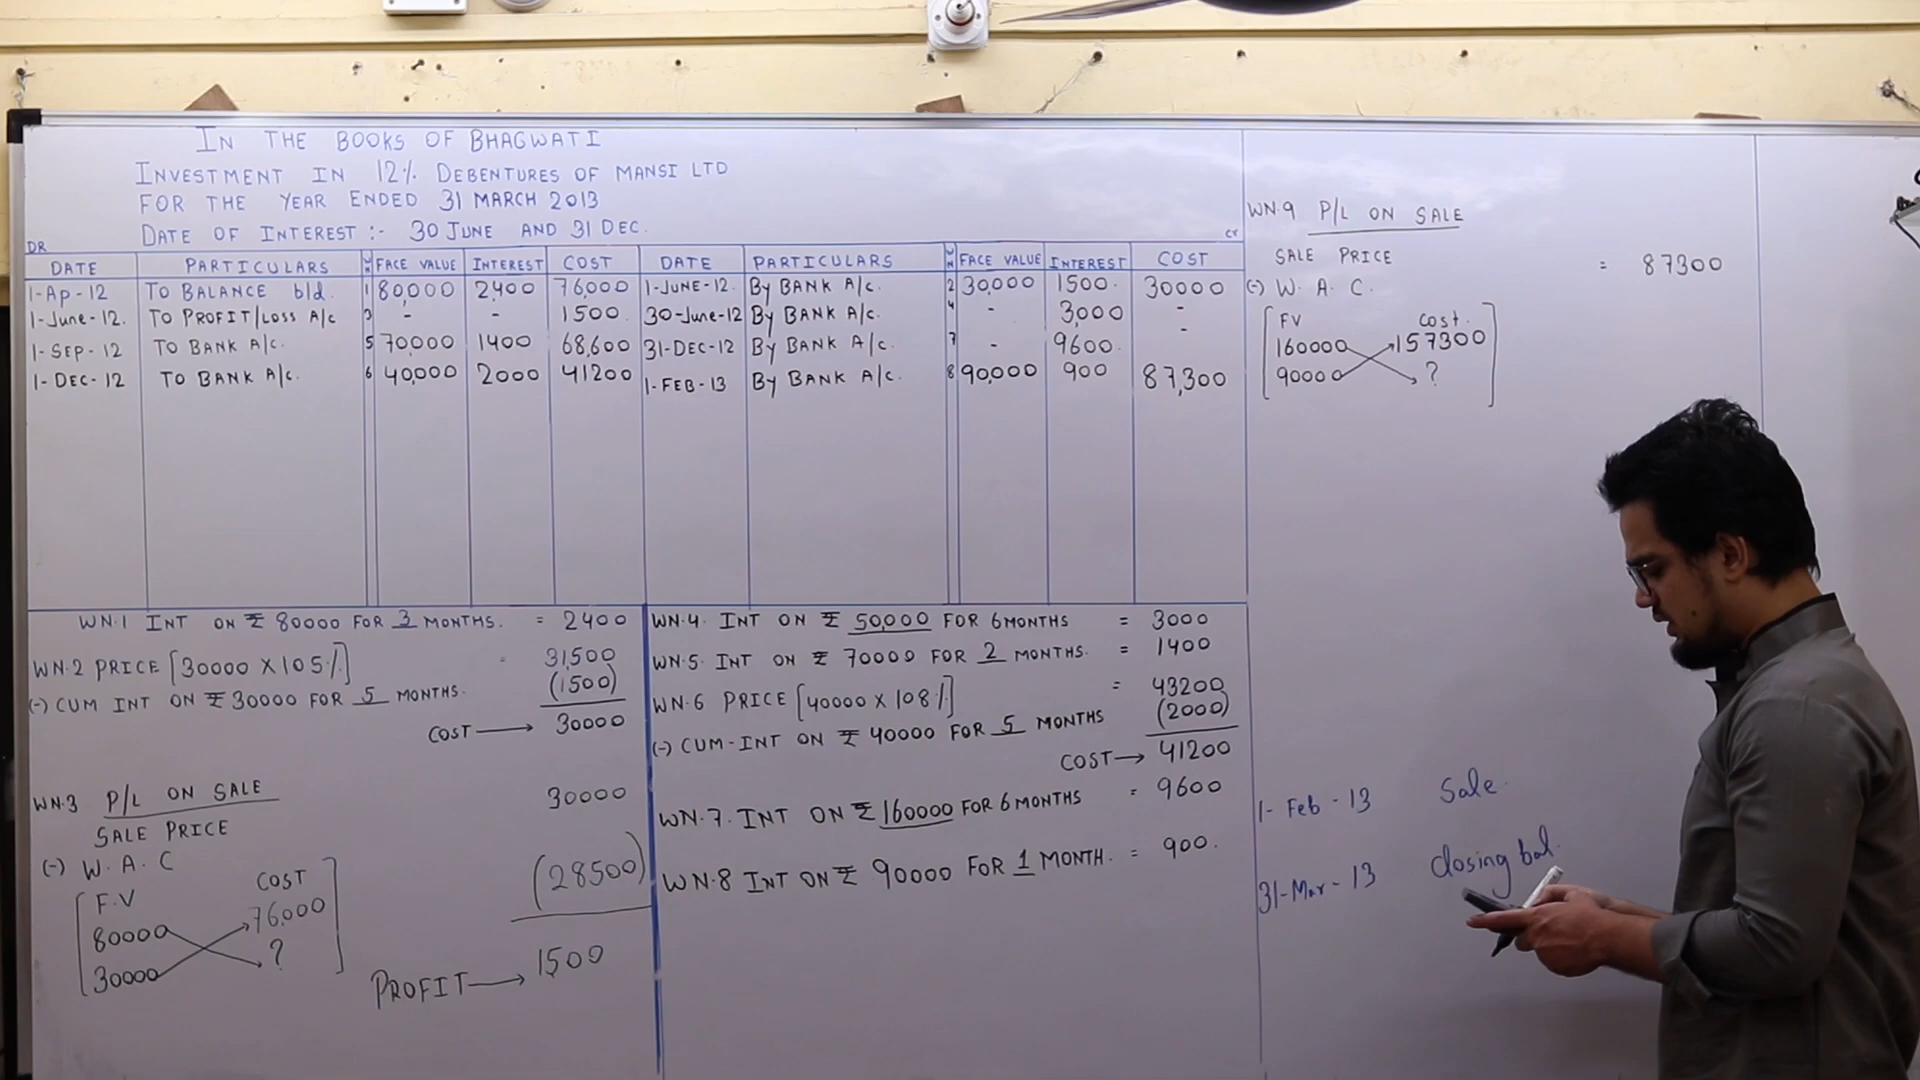 IN THE BOOKS OF BHAGWATI
INVESTMENT IN 12% DEBENTURES OF MANSI LTD
FOR THE YEAR ENDED 31 MARCH 2013
DATE OF INTEREST :- 30 JUNE AND 31 DEC.
DR CR
DATE PARTICULARS WN FACE VALUE INTEREST COST DATE PARTICULARS WN FACE VALUE INTEREST COST
1-AP-12 TO BALANCE b/d. 1 80,000 2,400 76,000 1-JUNE-12. By BANK A/c. 2 30,000 1500. 30000
1-June-12. TO PROFIT/LOSS A/c 3 - - 1500. 30-June-12 By BANK A/c. 4 - 3,000 -
1-SEP-12 TO BANK A/C. 5 70,000 1400 68,600 31-DEC-12 By BANK A/c. 7 - 9600. -
1-DEC-12 TO BANK A/C. 6 40,000 2000 41200 1-FEB-13 By BANK A/c. 8 90,000 900 87,300
WN.1 INT ON ₹ 80000 FOR 3 MONTHS. = 2400
WN.2 PRICE [30000 X 105%] = 31,500
(-) CUM INT ON ₹ 30000 FOR 5 MONTHS. (1500)
COST → 30000
WN.3 P/L ON SALE
SALE PRICE 30000
(-) W.A.C (28500)
F.V COST
80000 76,000
30000 ?
PROFIT → 1500
WN.4. INT ON ₹ 50,000 FOR 6 MONTHS = 3000
WN.5. INT ON ₹ 70000 FOR 2 MONTHS. = 1400
WN.6 PRICE [40000 X 108%] = 43200
(-) CUM-INT ON ₹ 40000 FOR 5 MONTHS (2000)
COST → 41200
WN.7. INT ON ₹ 160000 FOR 6 MONTHS = 9600
WN.8 INT ON ₹ 90000 FOR 1 MONTH. = 900.
WN.9 P/L ON SALE
SALE PRICE = 87300
(-) W.A.C.
FV Cost.
160000 157300
90000 ?
1-Feb-13 Sale.
31-Mar-13 Closing bal.